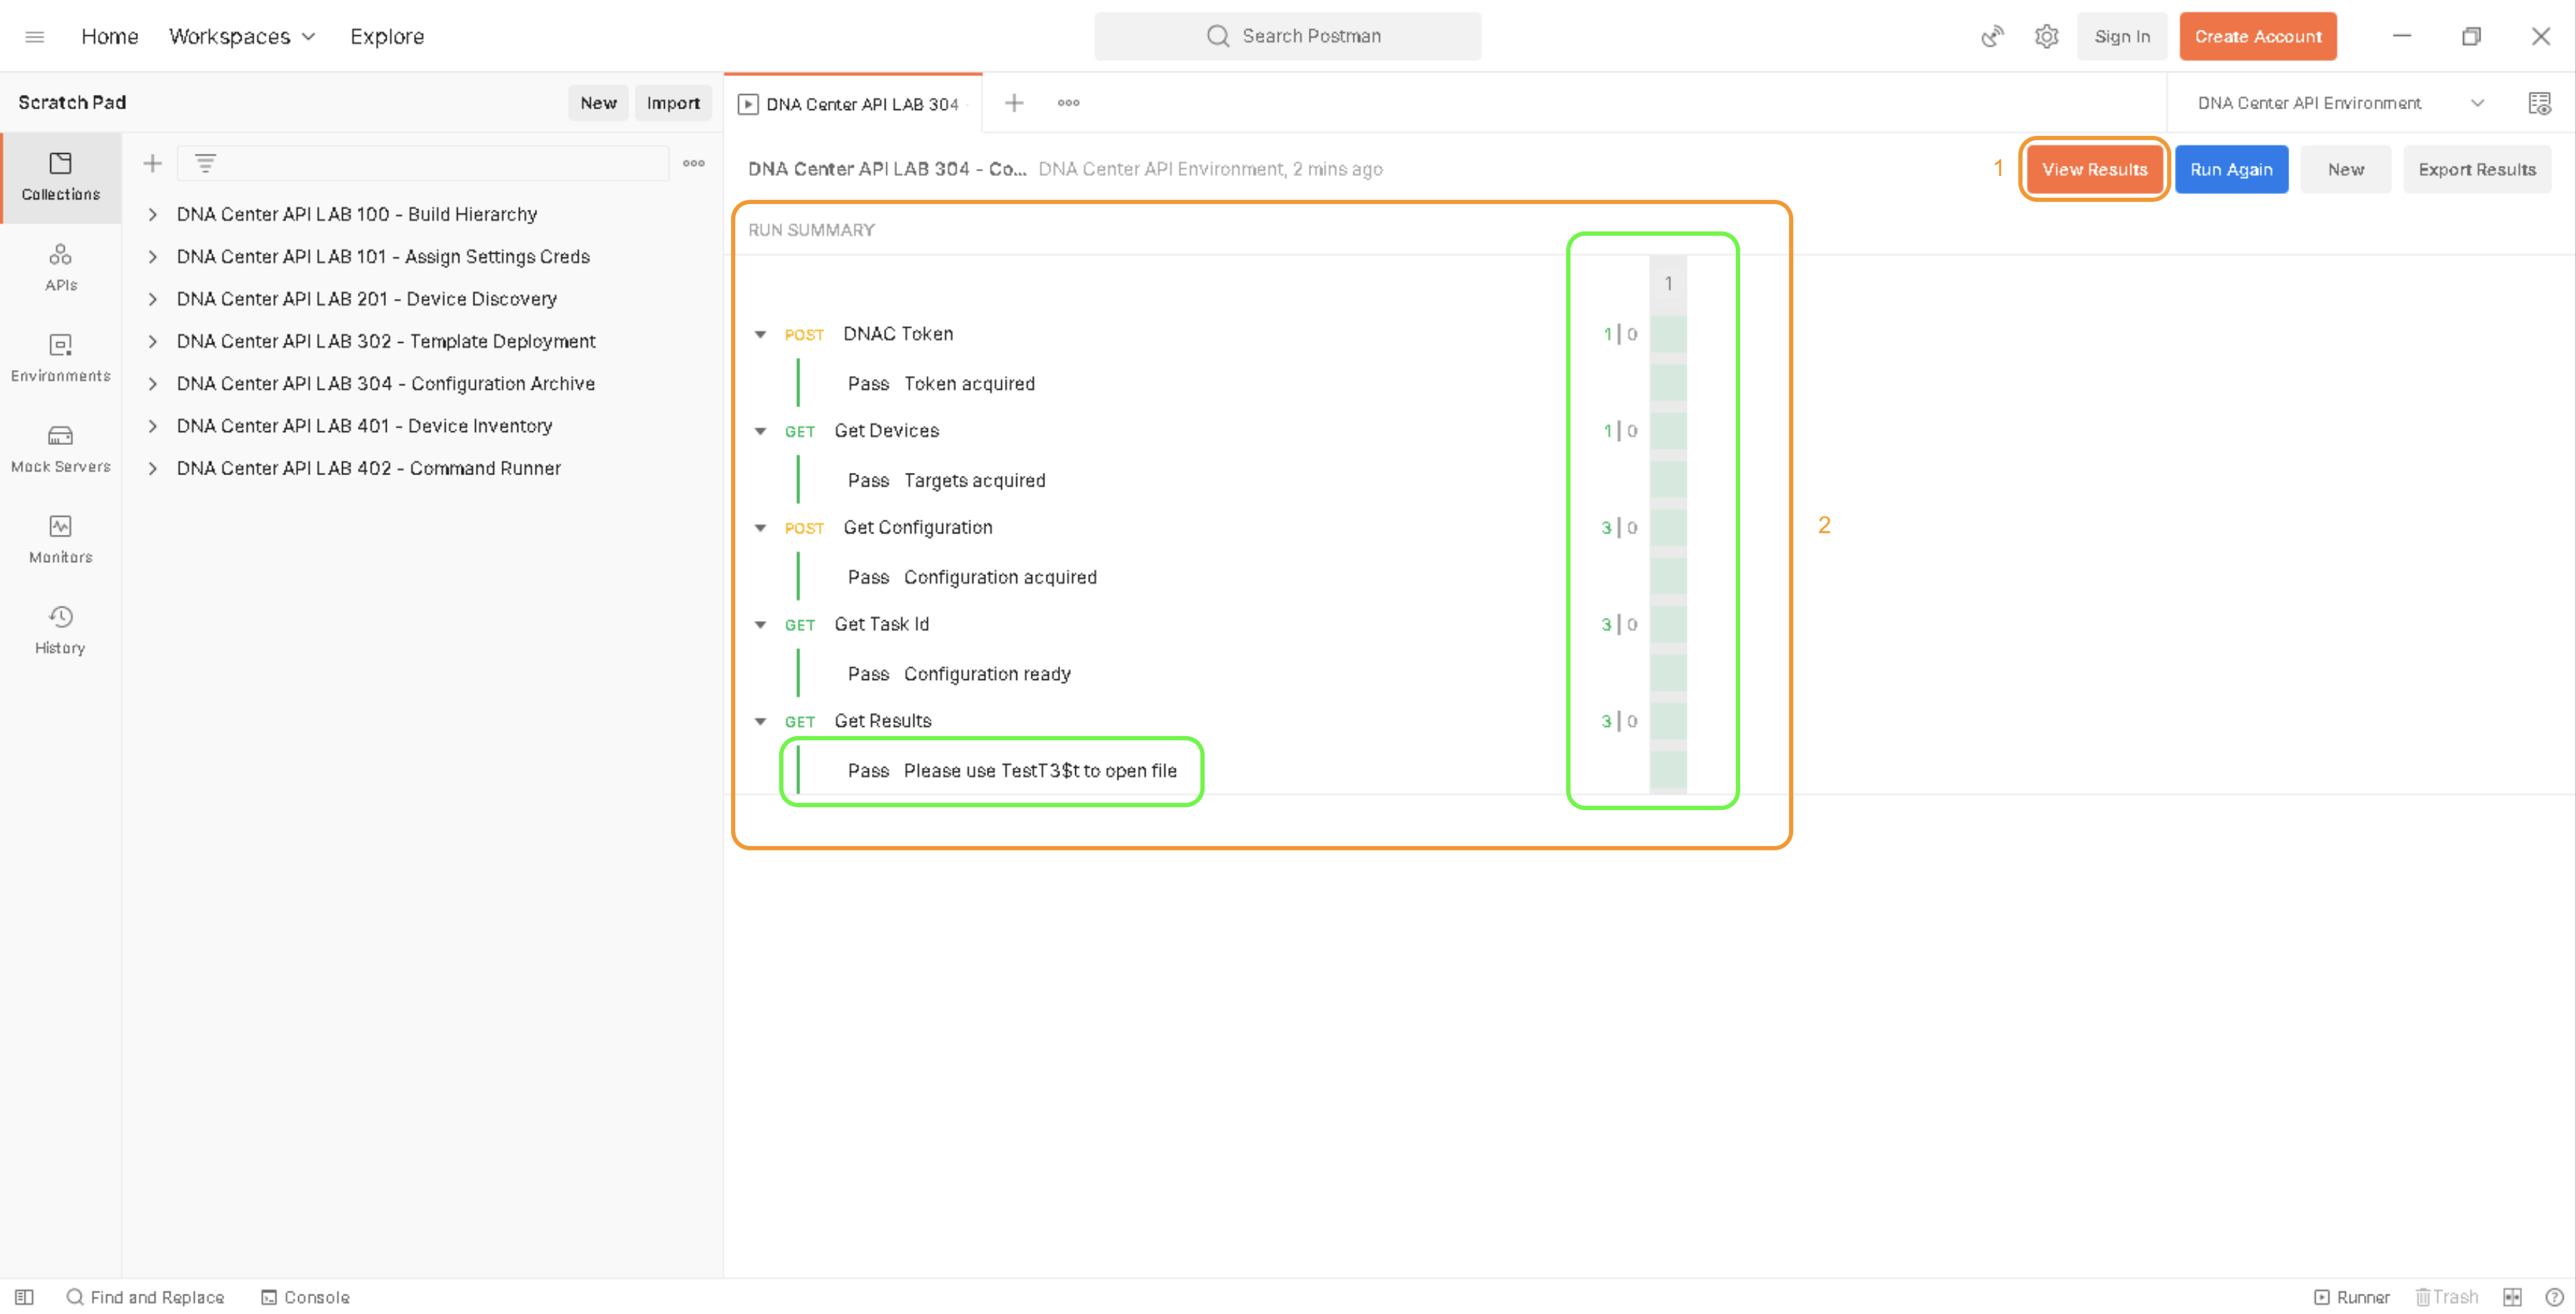 Home Workspaces Explore Search Postman Sign In Create Account
Scratch Pad New Import DNA Center API LAB 304 DNA Center API Environment
DNA Center API LAB 304 - Co... DNA Center API Environment, 2 mins ago 1 View Results Run Again New Export Results
Collections
APIs
Environments
Mock Servers
Monitors
History
DNA Center API LAB 100 - Build Hierarchy
DNA Center API LAB 101 - Assign Settings Creds
DNA Center API LAB 201 - Device Discovery
DNA Center API LAB 302 - Template Deployment
DNA Center API LAB 304 - Configuration Archive
DNA Center API LAB 401 - Device Inventory
DNA Center API LAB 402 - Command Runner
RUN SUMMARY
1
POST DNAC Token 1 | 0
Pass Token acquired
GET Get Devices 1 | 0
Pass Targets acquired
POST Get Configuration 3 | 0
2
Pass Configuration acquired
GET Get Task Id 3 | 0
Pass Configuration ready
GET Get Results 3 | 0
Pass Please use TestT3$t to open file
Find and Replace Console Runner Trash